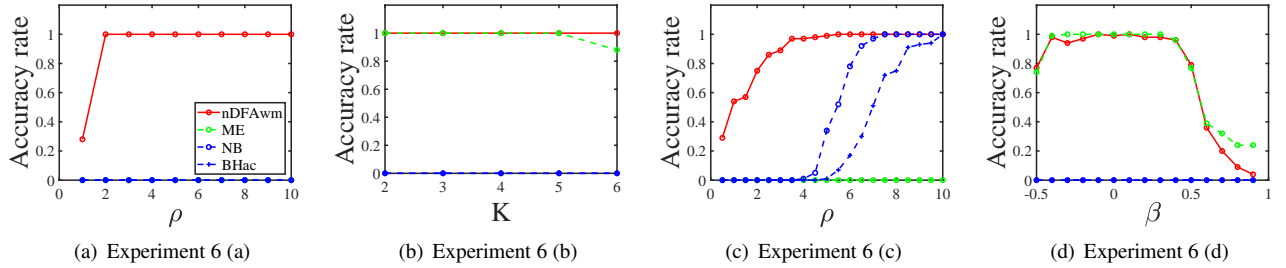 Accuracy rate
1
0.8
0.6
0.4
0.2
0
0 2 4 6 8 10
ρ
nDFAwm
ME
NB
BHac
(a) Experiment 6 (a)
Accuracy rate
1
0.8
0.6
0.4
0.2
0
2 3 4 5 6
K
(b) Experiment 6 (b)
Accuracy rate
1
0.8
0.6
0.4
0.2
0
0 2 4 6 8 10
ρ
(c) Experiment 6 (c)
Accuracy rate
1
0.8
0.6
0.4
0.2
0
-0.5 0 0.5 1
β
(d) Experiment 6 (d)